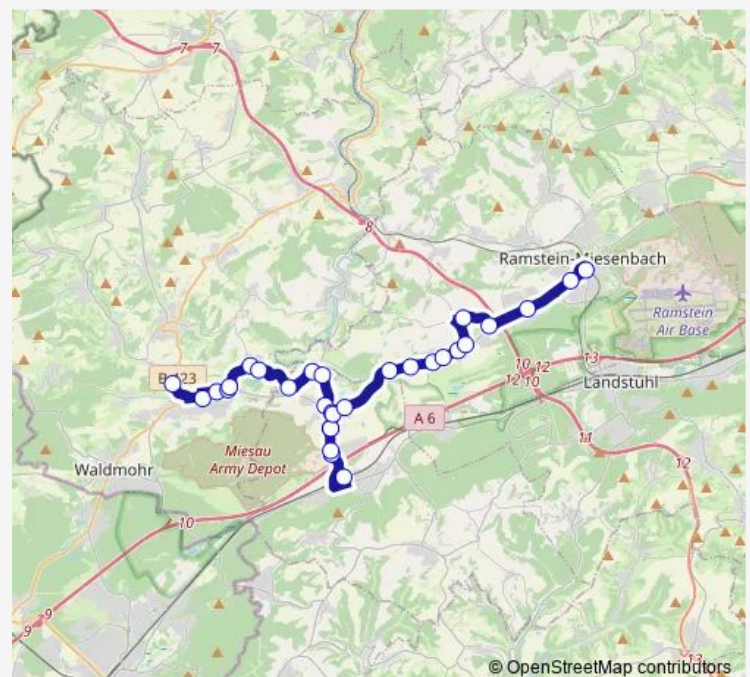 7
7
8
Ramstein-Miesenbach
Ramstein
Air Base
10
12
13
12
10
Landstuhl
B 423
A 6
11
12
Miesau
Army Depot
Waldmohr
10
9
9
13
© OpenStreetMap contributors